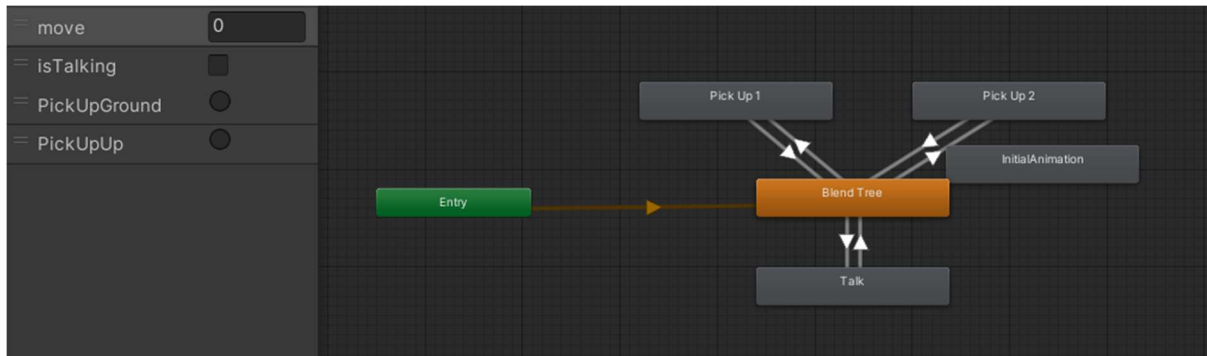 move 0
isTalking
PickUpGround
PickUpUp
Pick Up 1
Pick Up 2
InitialAnimation
Blend Tree
Entry
Talk